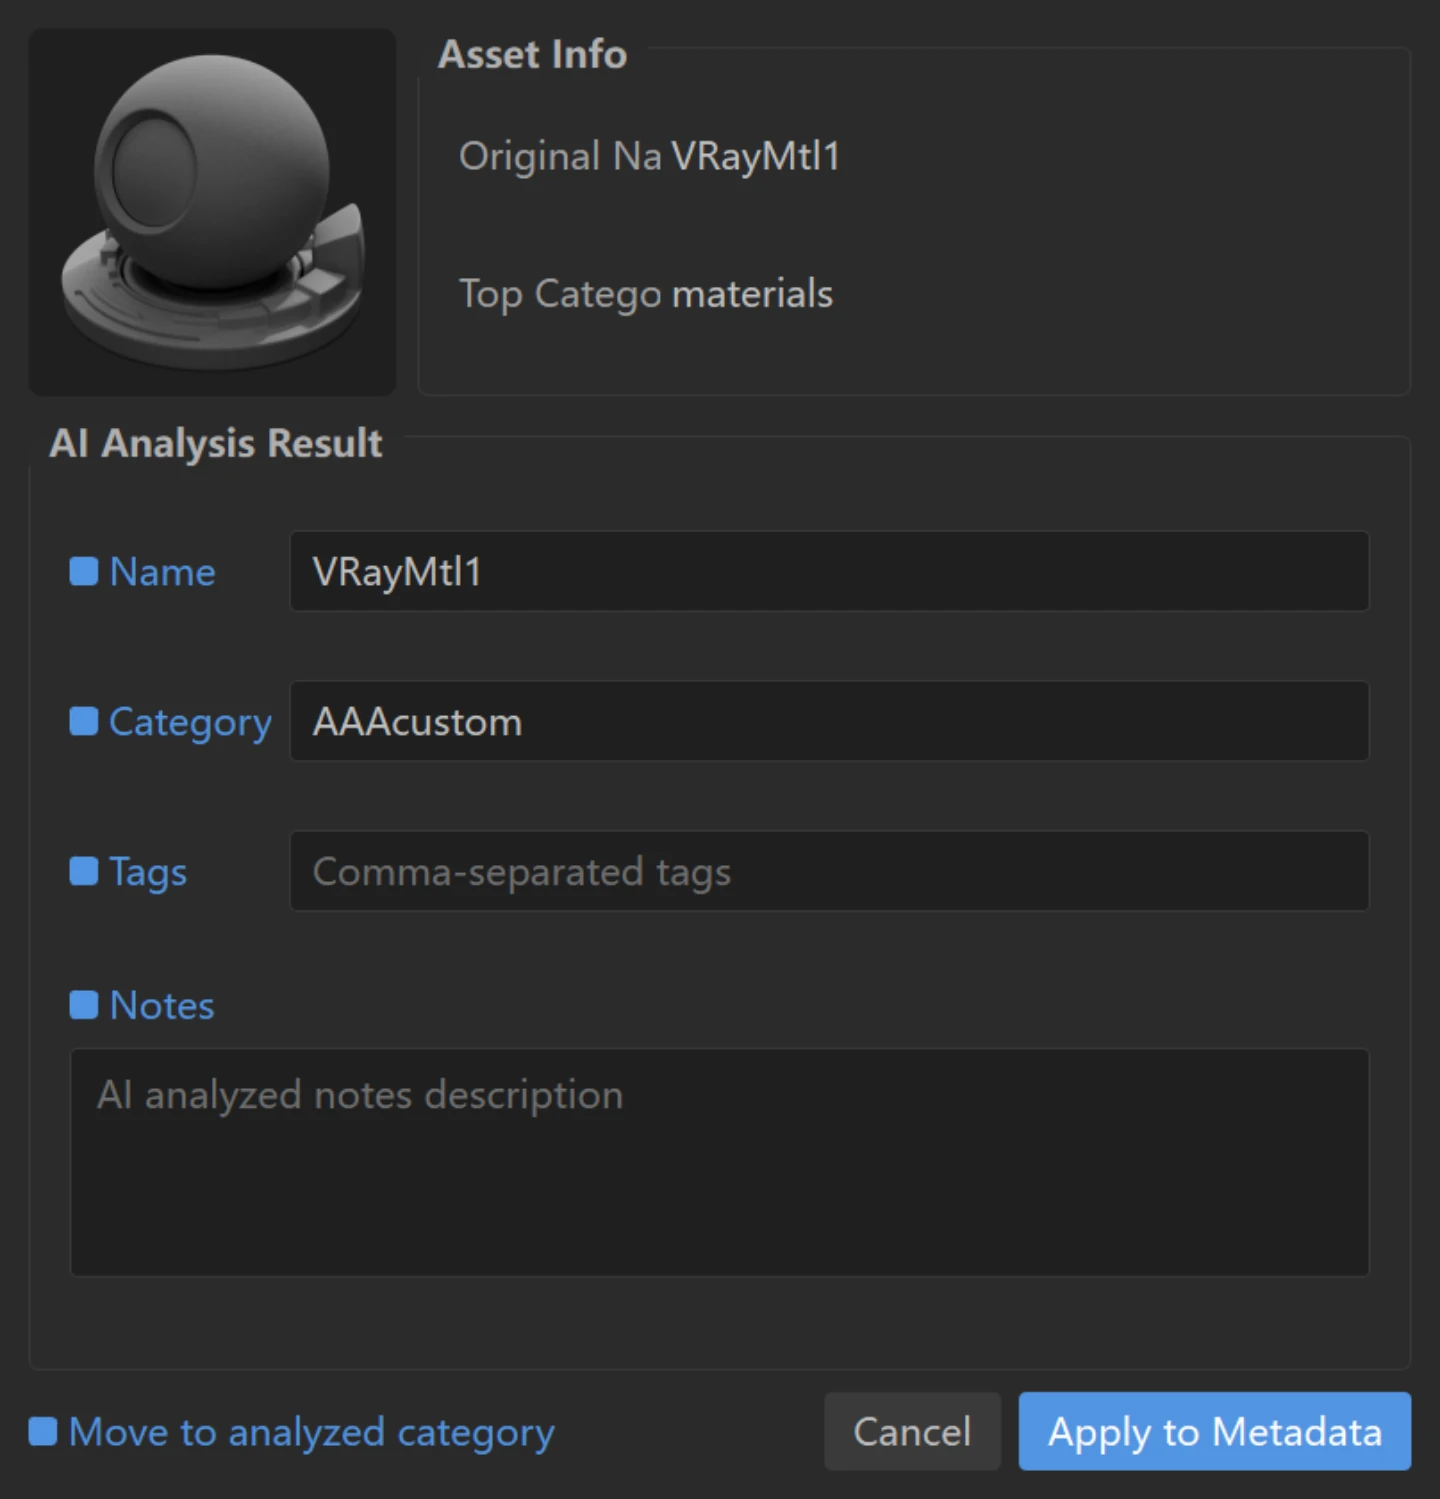 Asset Info
Original Na VRayMtl1
Top Catego materials
AI Analysis Result
Name VRayMtl1
Category AAAcustom
Tags Comma-separated tags
Notes
AI analyzed notes description
Move to analyzed category Cancel Apply to Metadata